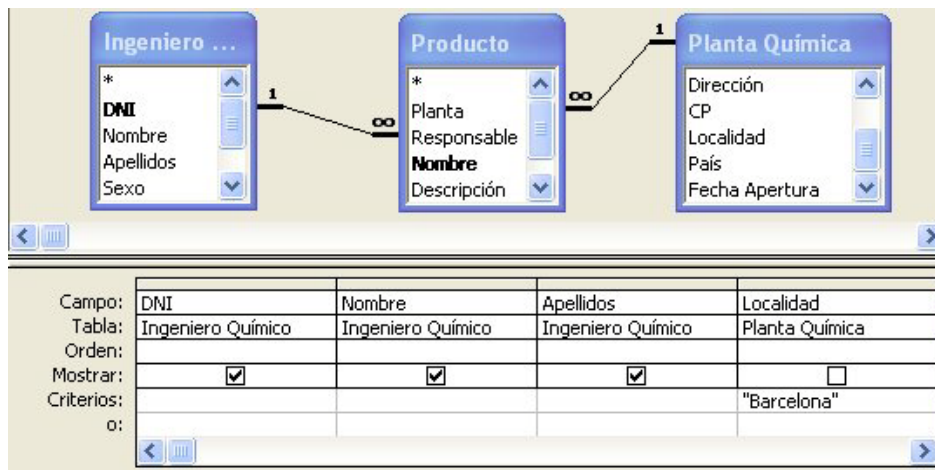 Ingeniero ...
*
DNI
Nombre
Apellidos
Sexo
1
∞
Producto
*
Planta
Responsable
Nombre
Descripción
∞
1
Planta Química
Dirección
CP
Localidad
País
Fecha Apertura
Campo: DNI Nombre Apellidos Localidad
Tabla: Ingeniero Químico Ingeniero Químico Ingeniero Químico Planta Química
Orden:
Mostrar:
Criterios: "Barcelona"
o: